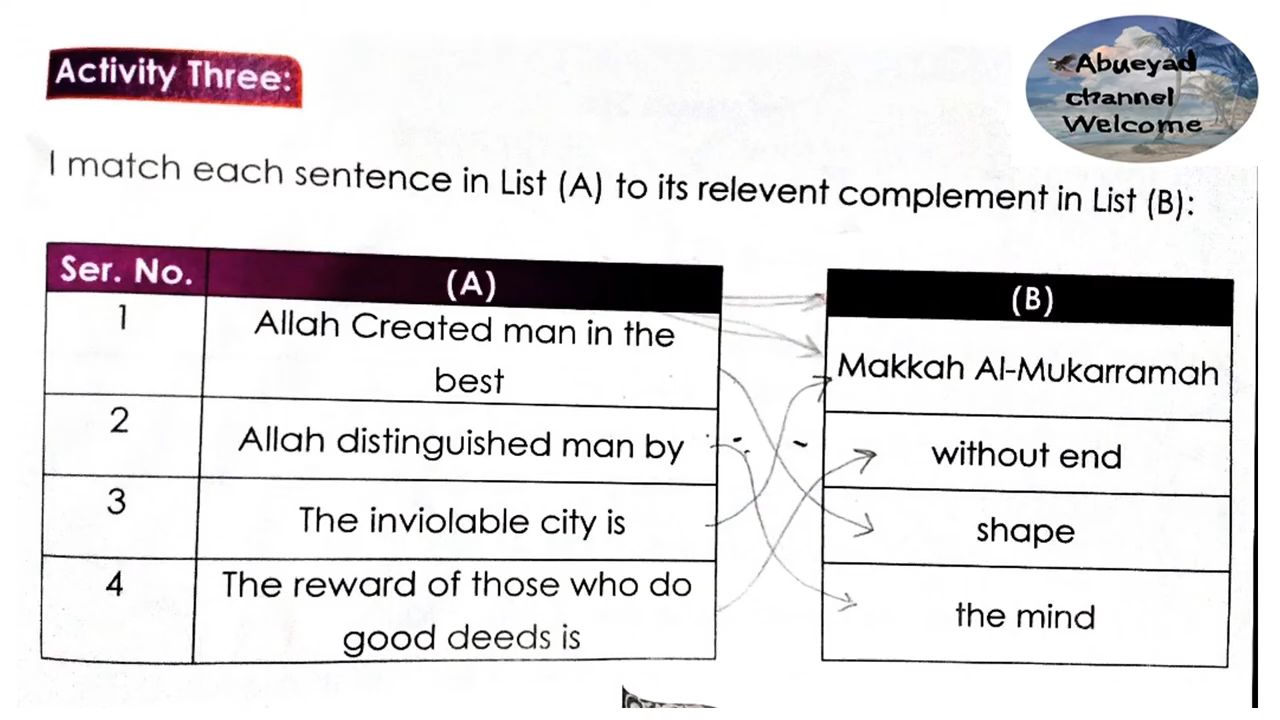 Activity Three:
Abueyad
channel
Welcome
I match each sentence in List (A) to its relevent complement in List (B):
Ser. No.
(A)
(B)
1
Allah Created man in the
best
Makkah Al-Mukarramah
2
Allah distinguished man by
without end
3
The inviolable city is
shape
4
The reward of those who do
good deeds is
the mind